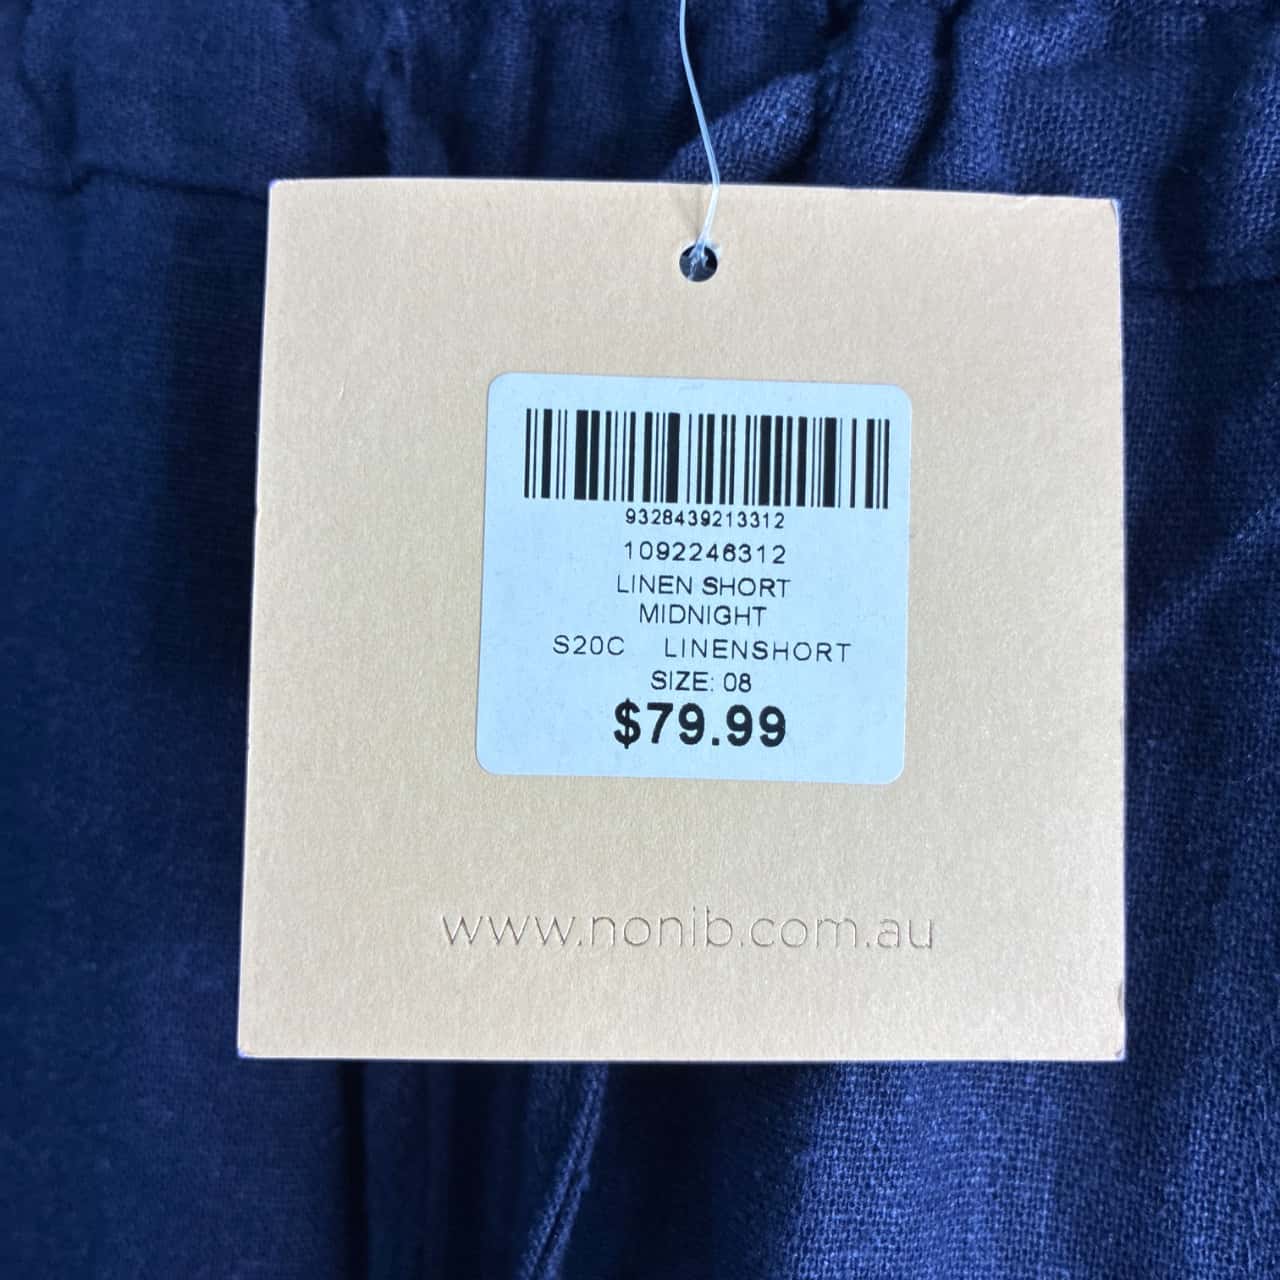 9328439213312
1092246312
LINEN SHORT
MIDNIGHT
S20C LINENSHORT
SIZE: 08
$79.99
www.nonib.com.au